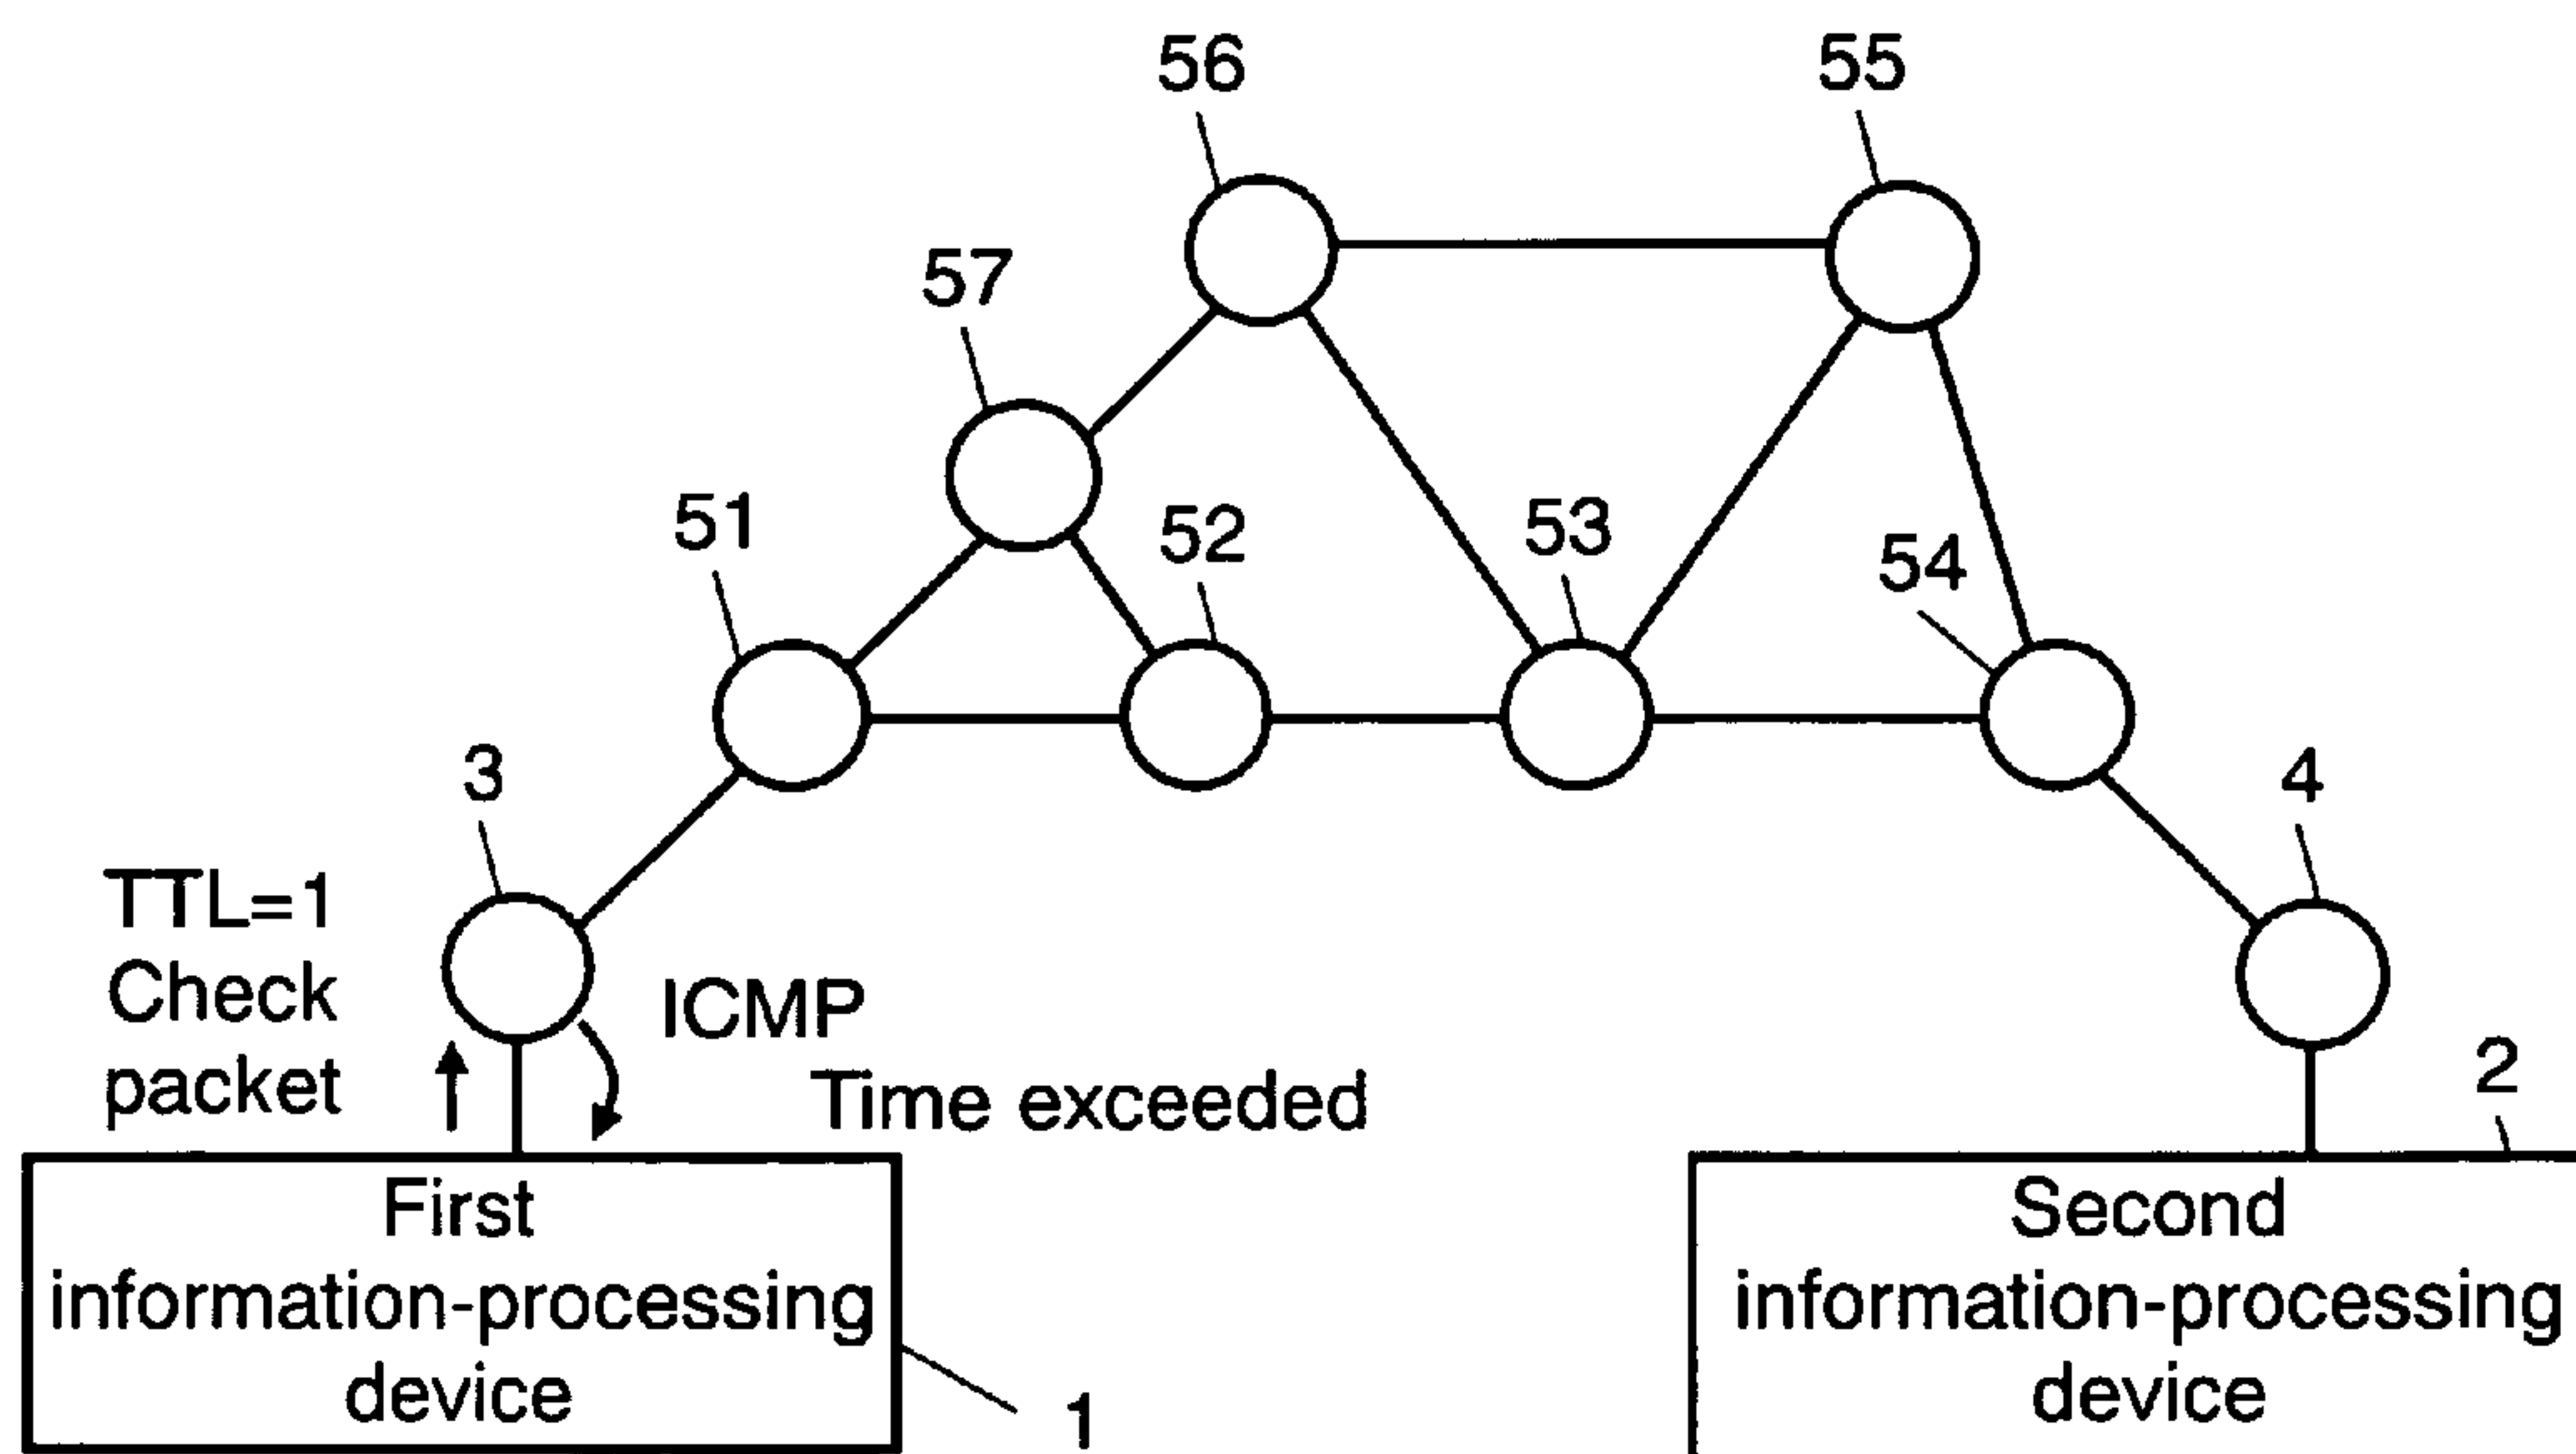 56
55
57
51
52
53
54
3
4
TTL=1
Check
packet
ICMP
Time exceeded
2
First
information-processing
device
1
Second
information-processing
device